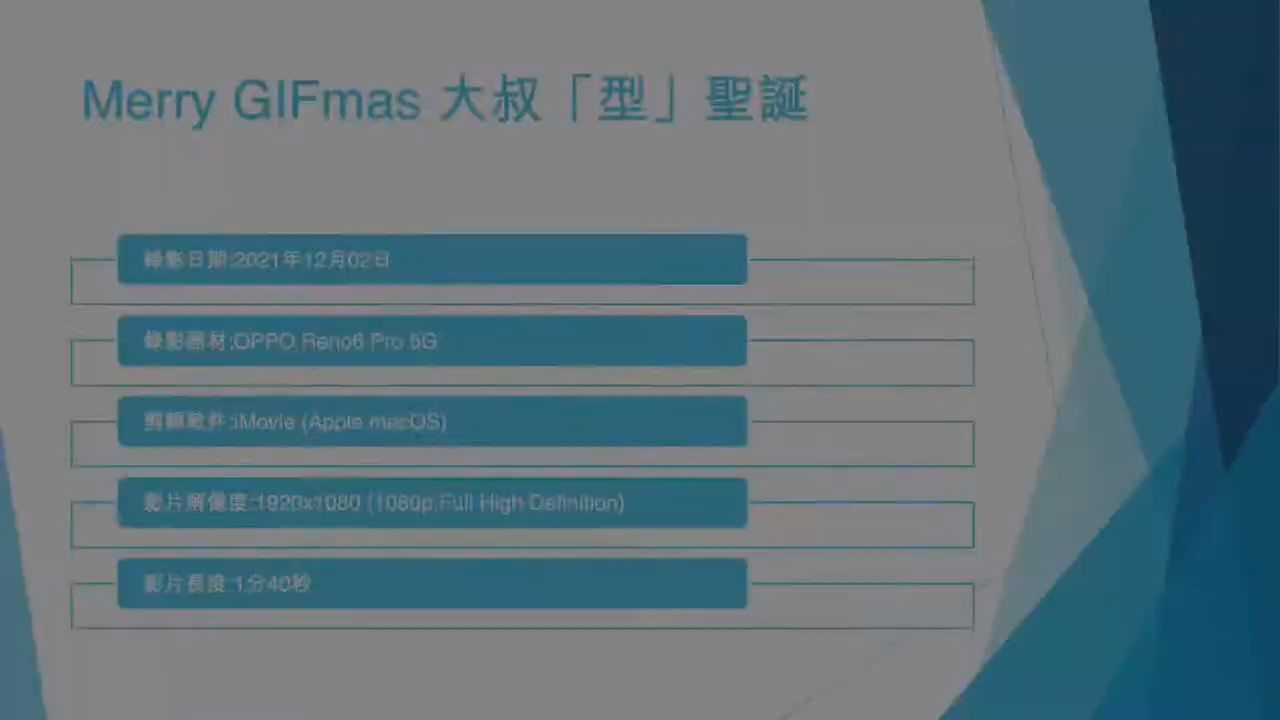 Merry GIFmas 大叔「型」聖誕
錄影日期:2021年12月02日
錄影器材:OPPO Reno6 Pro 5G
剪輯軟件:iMovie (Apple macOS)
影片解像度:1920x1080 (1080p,Full High Definition)
影片長度:1分40秒